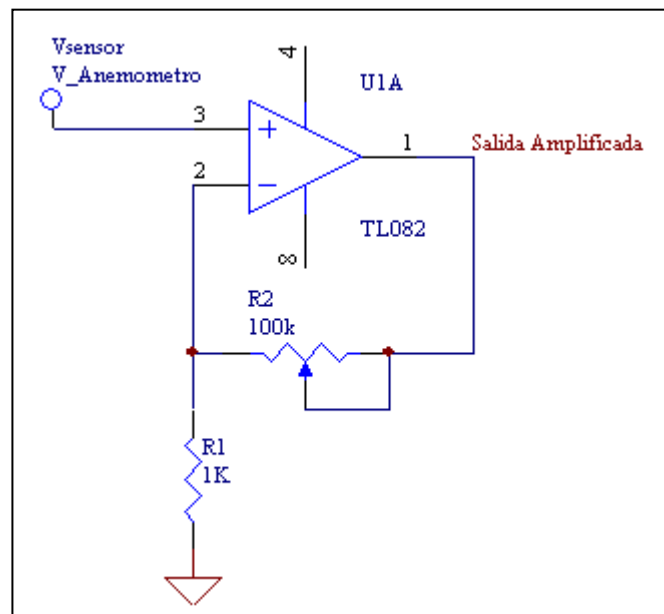 Vsensor
V_Anemometro
4
U1A
3
+
1
Salida Amplificada
2
−
TL082
8
R2
100k
R1
1K